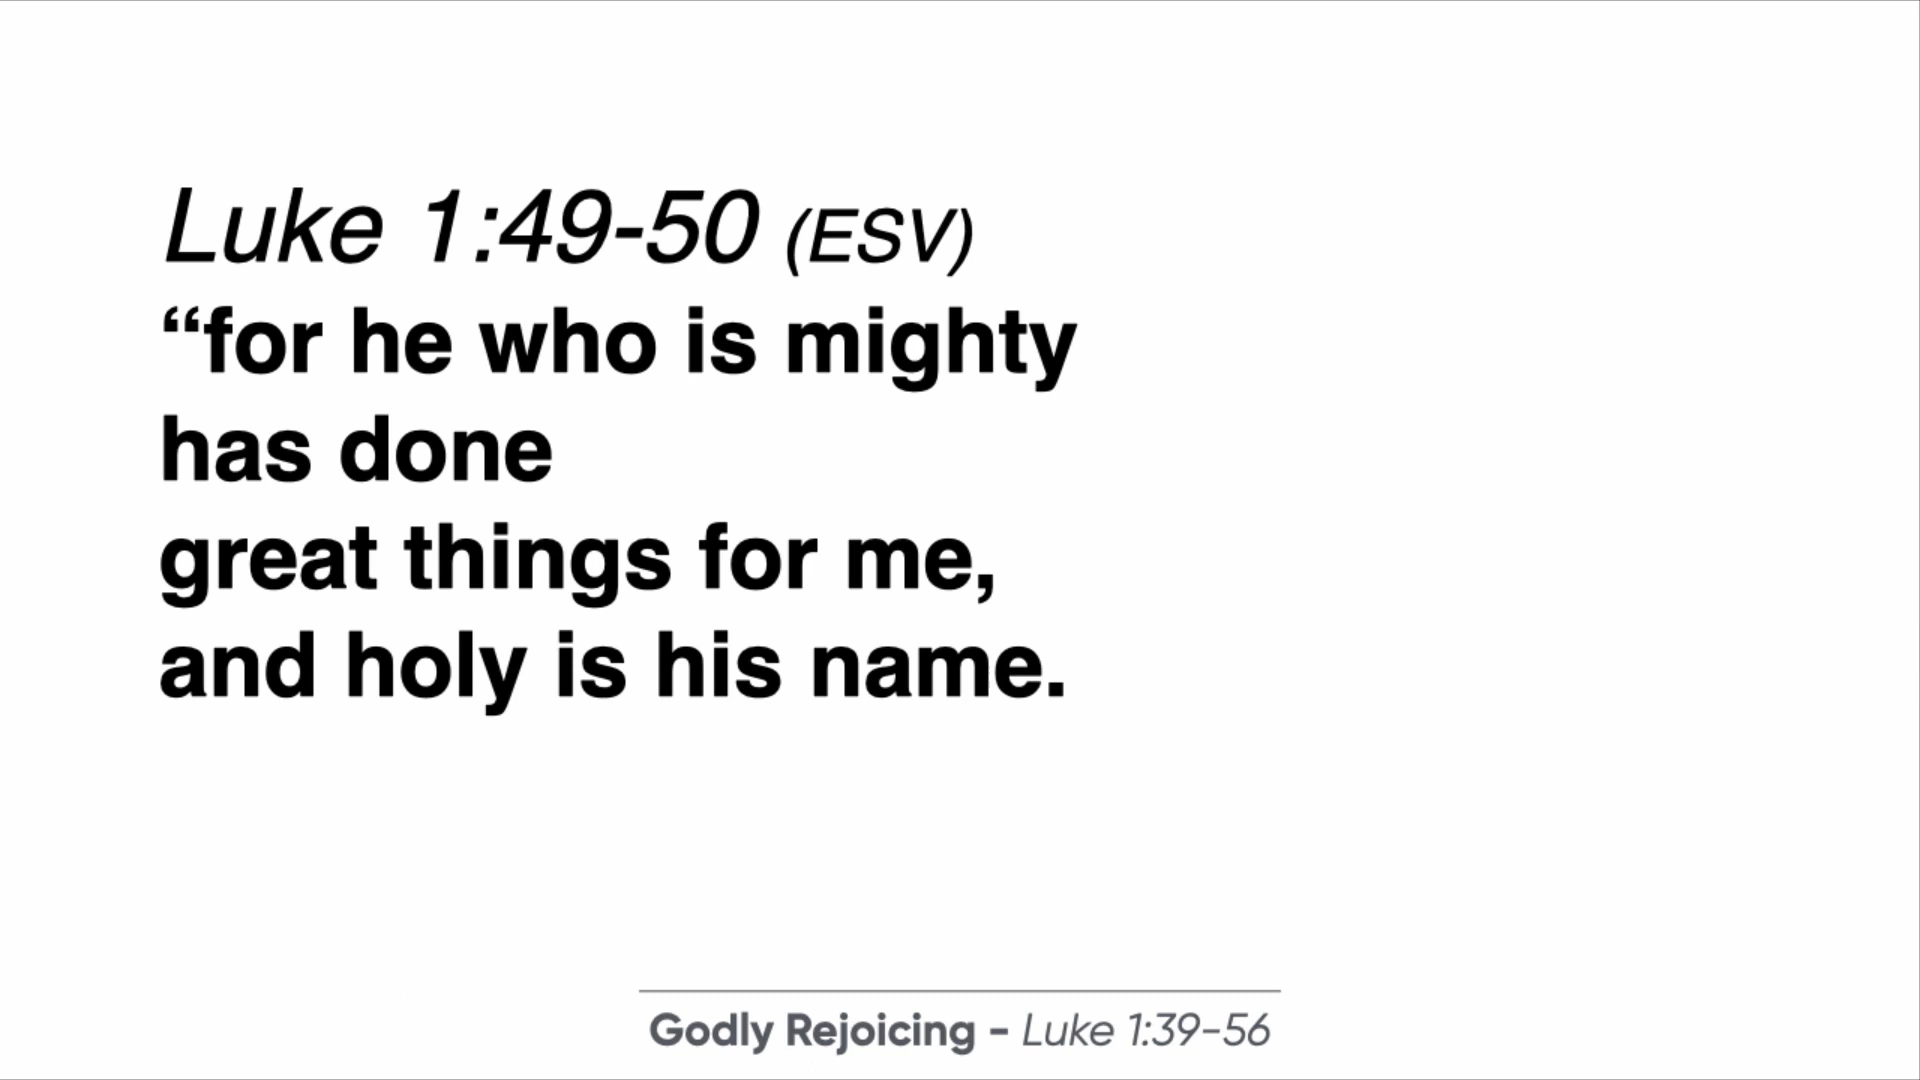 Luke 1:49-50 (ESV)
“for he who is mighty
has done
great things for me,
and holy is his name.
Godly Rejoicing - Luke 1:39-56